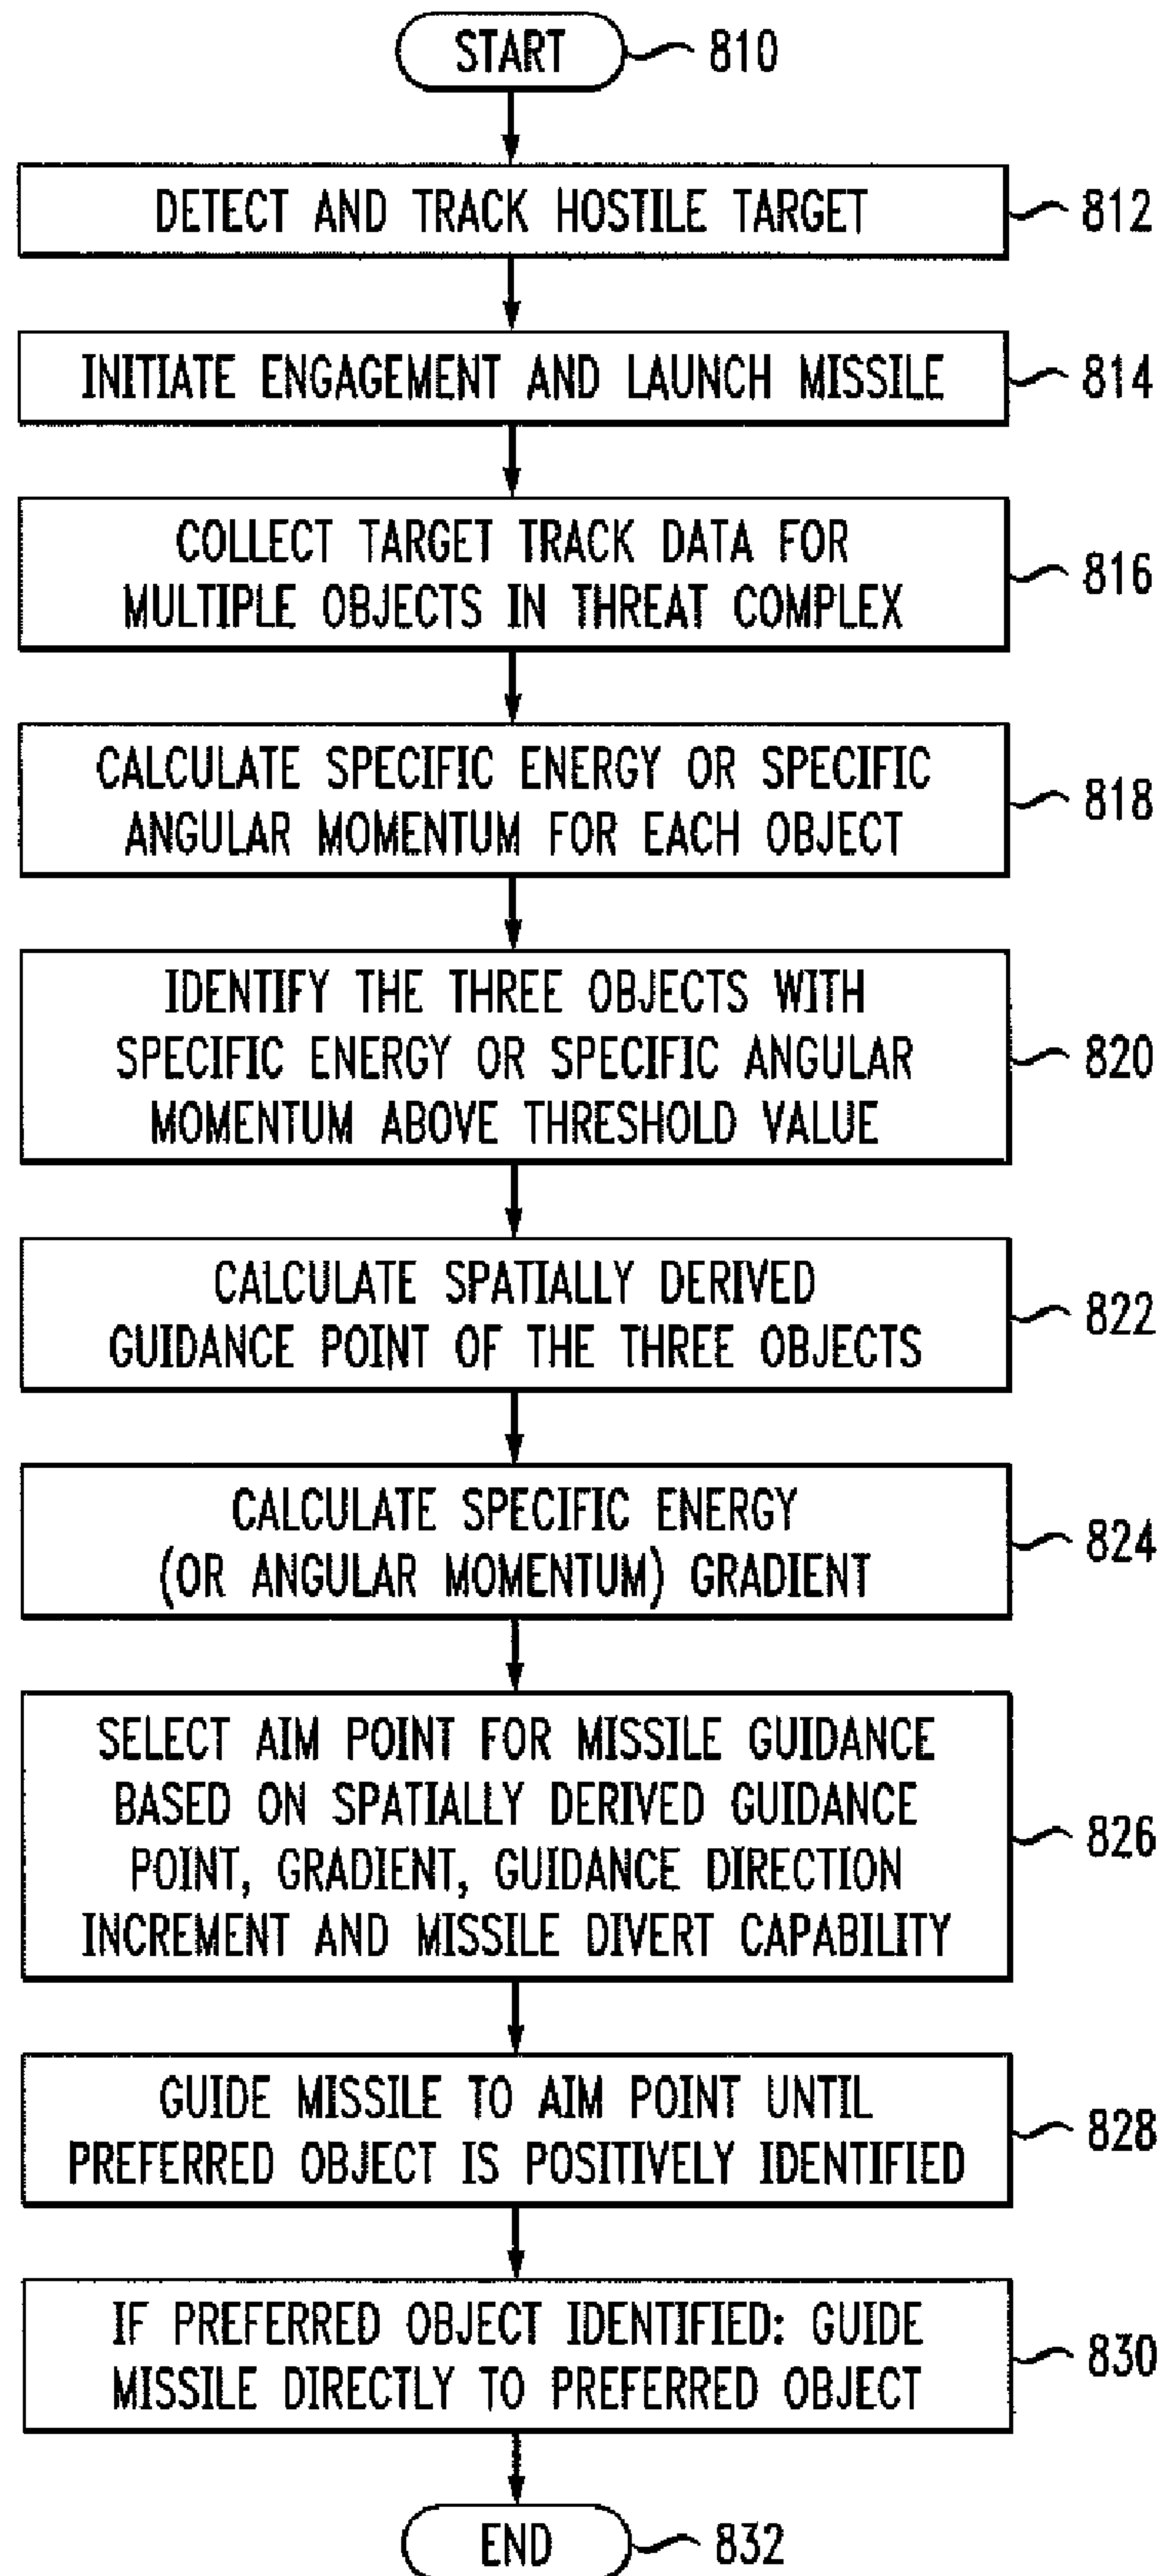 START
810
DETECT AND TRACK HOSTILE TARGET
812
INITIATE ENGAGEMENT AND LAUNCH MISSILE
814
COLLECT TARGET TRACK DATA FOR
MULTIPLE OBJECTS IN THREAT COMPLEX
816
CALCULATE SPECIFIC ENERGY OR SPECIFIC
ANGULAR MOMENTUM FOR EACH OBJECT
818
IDENTIFY THE THREE OBJECTS WITH
SPECIFIC ENERGY OR SPECIFIC ANGULAR
MOMENTUM ABOVE THRESHOLD VALUE
820
CALCULATE SPATIALLY DERIVED
GUIDANCE POINT OF THE THREE OBJECTS
822
CALCULATE SPECIFIC ENERGY
(OR ANGULAR MOMENTUM) GRADIENT
824
SELECT AIM POINT FOR MISSILE GUIDANCE
BASED ON SPATIALLY DERIVED GUIDANCE
POINT, GRADIENT, GUIDANCE DIRECTION
INCREMENT AND MISSILE DIVERT CAPABILITY
826
GUIDE MISSILE TO AIM POINT UNTIL
PREFERRED OBJECT IS POSITIVELY IDENTIFIED
828
IF PREFERRED OBJECT IDENTIFIED: GUIDE
MISSILE DIRECTLY TO PREFERRED OBJECT
830
END
832